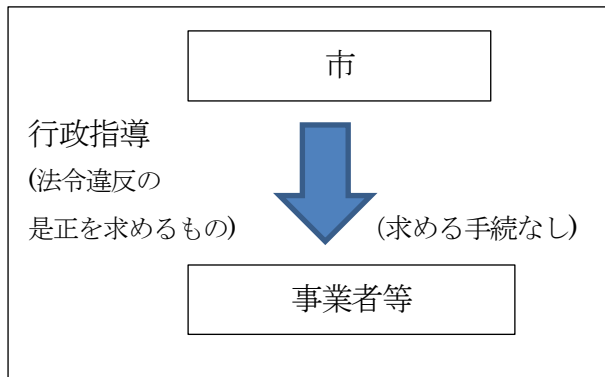 市
行政指導
(法令違反の
是正を求めるもの)
(求める手続なし)
事業者等